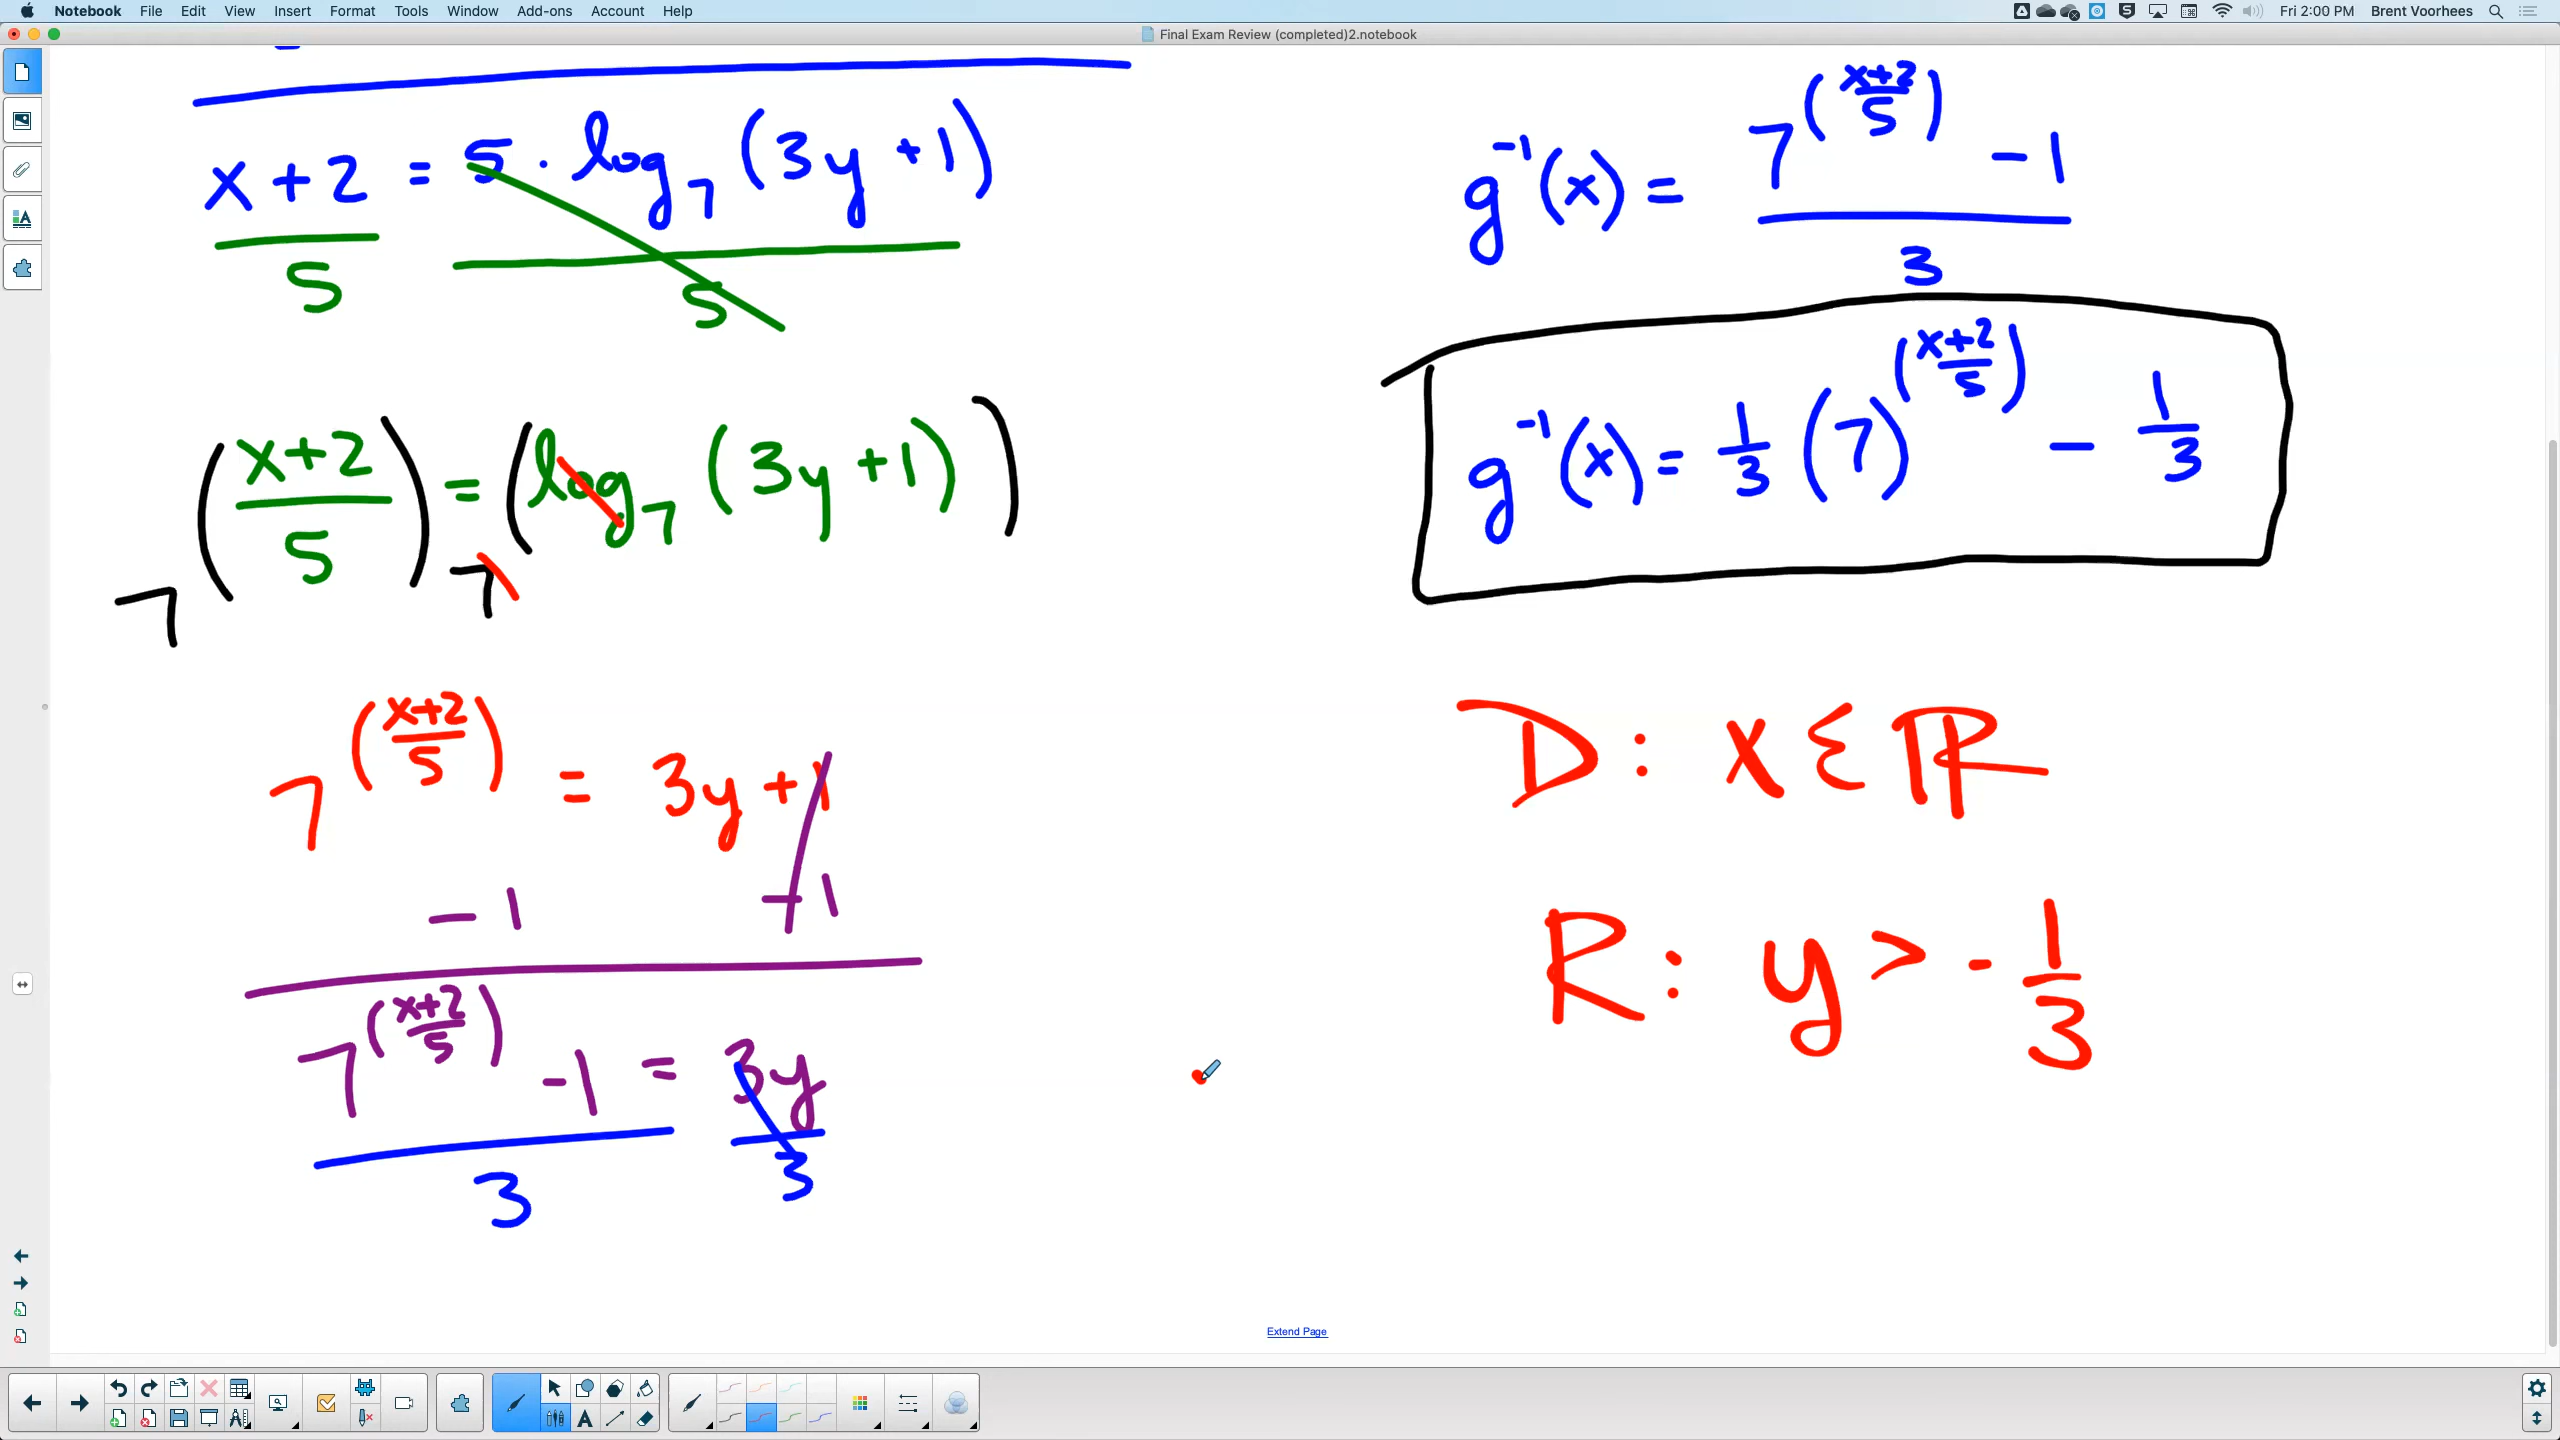 Notebook File Edit View Insert Format Tools Window Add-ons Account Help Fri 2:00 PM Brent Voorhees
Final Exam Review (completed)2.notebook
x + 2 = 5 · log₇ (3y + 1)
5 5
(x+2/5) = (log₇ (3y + 1))
7 7
7^(x+2/5) = 3y + 1
- 1 - 1
7^(x+2/5) - 1 = 3y
3 3
g⁻¹(x) = 7^(x+2/5) - 1
3
g⁻¹(x) = 1/3 (7)^(x+2/5) - 1/3
D : x ∈ ℝ
R : y > - 1/3
Extend Page